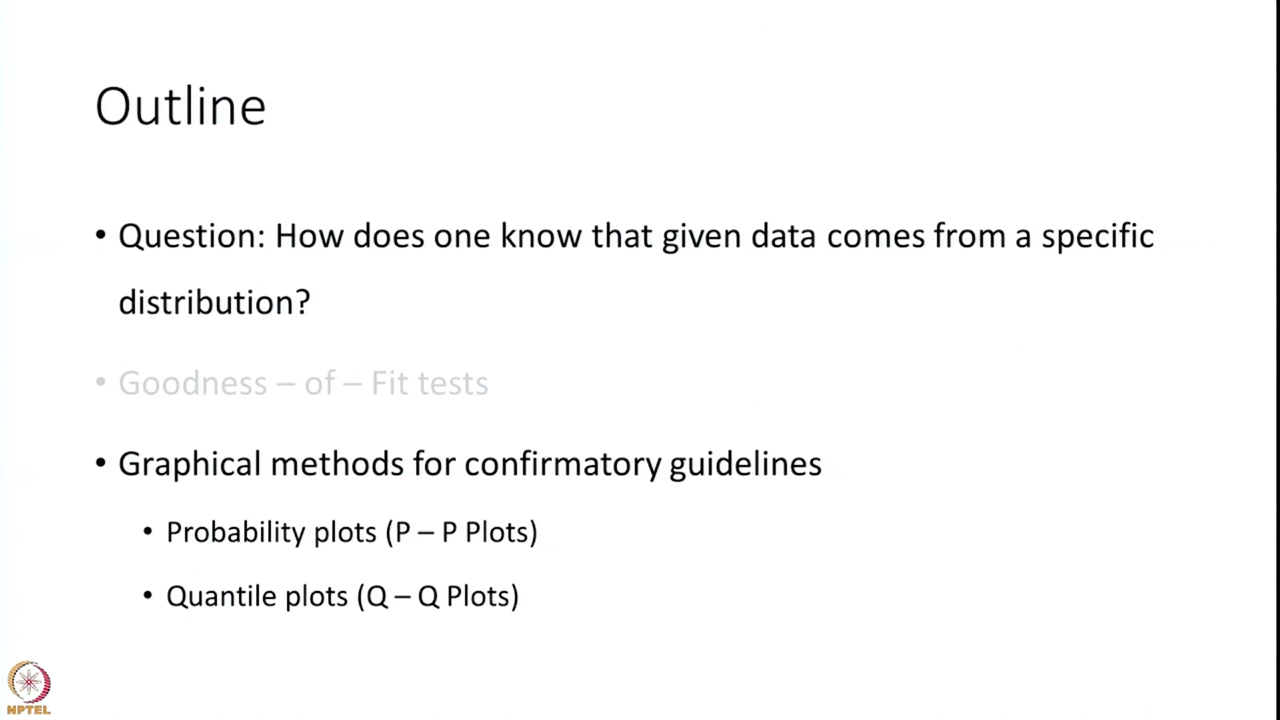 Outline
• Question: How does one know that given data comes from a specific
distribution?
• Goodness – of – Fit tests
• Graphical methods for confirmatory guidelines
• Probability plots (P – P Plots)
• Quantile plots (Q – Q Plots)
NPTEL